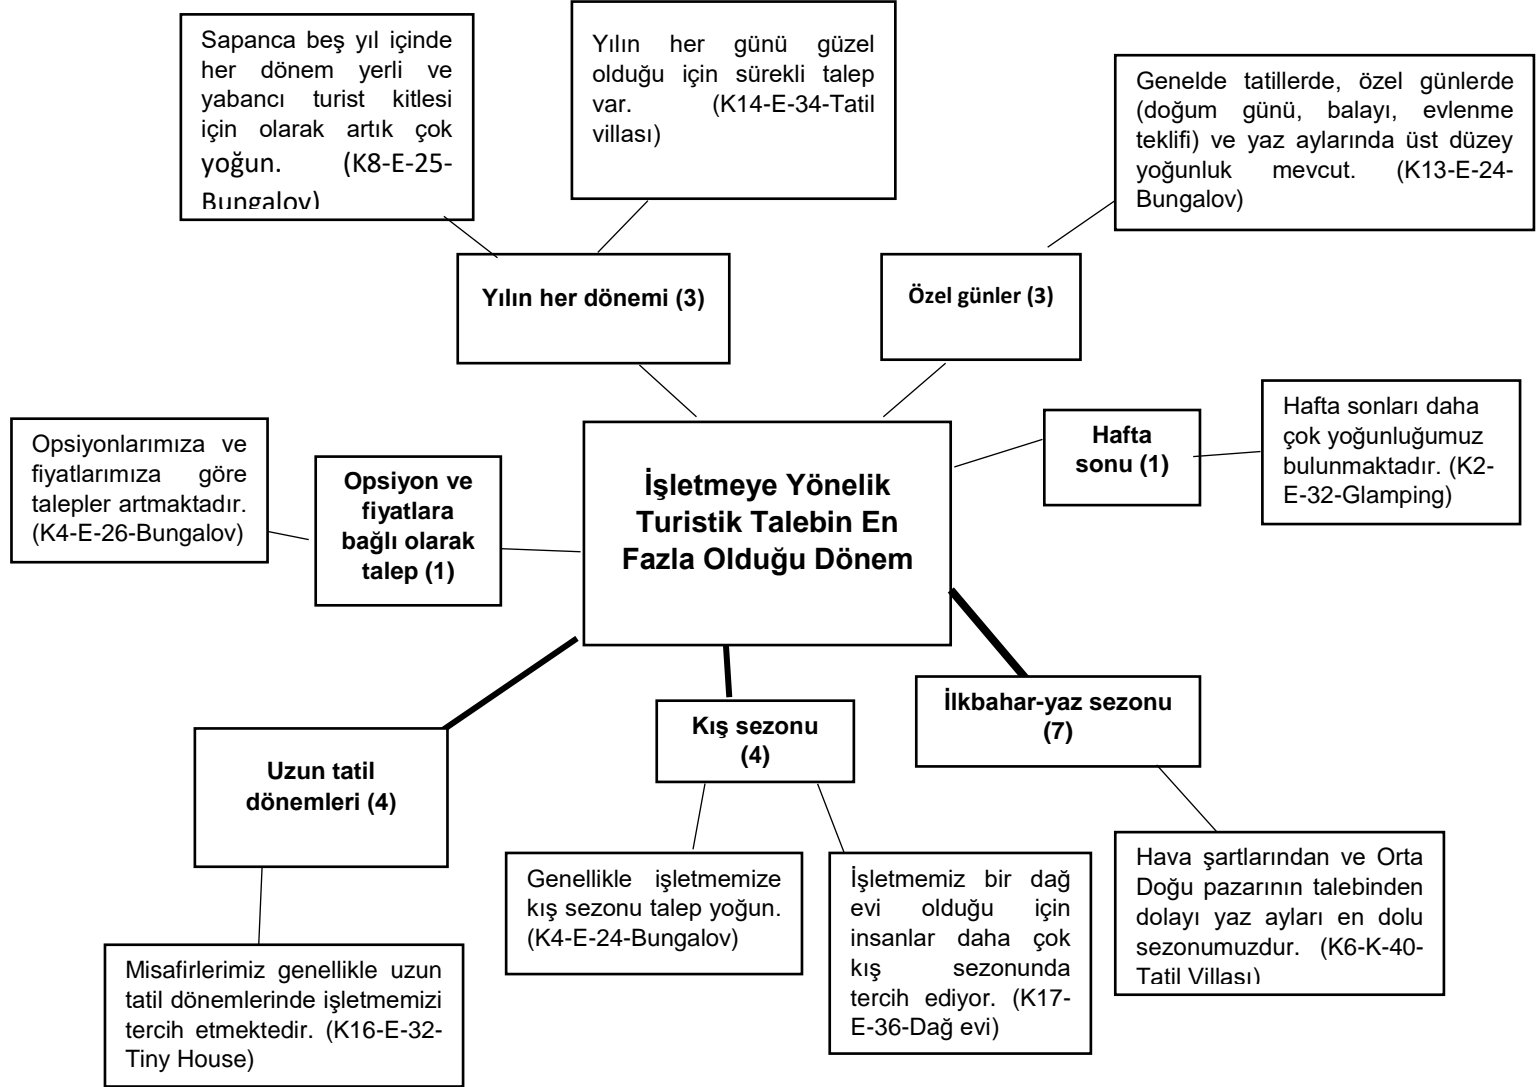 Sapanca beş yıl içinde
her dönem yerli ve
yabancı turist kitlesi
için olarak artık çok
yoğun. (K8-E-25-
Bungalov)
Yılın her günü güzel
olduğu için sürekli talep
var. (K14-E-34-Tatil
villası)
Genelde tatillerde, özel günlerde
(doğum günü, balayı, evlenme
teklifi) ve yaz aylarında üst düzey
yoğunluk mevcut. (K13-E-24-
Bungalov)
Yılın her dönemi (3)
Özel günler (3)
Opsiyonlarımıza ve
fiyatlarımıza göre
talepler artmaktadır.
(K4-E-26-Bungalov)
Opsiyon ve
fiyatlara
bağlı olarak
talep (1)
İşletmeye Yönelik
Turistik Talebin En
Fazla Olduğu Dönem
Hafta
sonu (1)
Hafta sonları daha
çok yoğunluğumuz
bulunmaktadır. (K2-
E-32-Glamping)
Uzun tatil
dönemleri (4)
Kış sezonu
(4)
İlkbahar-yaz sezonu
(7)
Misafirlerimiz genellikle uzun
tatil dönemlerinde işletmemizi
tercih etmektedir. (K16-E-32-
Tiny House)
Genellikle işletmemize
kış sezonu talep yoğun.
(K4-E-24-Bungalov)
İşletmemiz bir dağ
evi olduğu için
insanlar daha çok
kış sezonunda
tercih ediyor. (K17-
E-36-Dağ evi)
Hava şartlarından ve Orta
Doğu pazarının talebinden
dolayı yaz ayları en dolu
sezonumuzdur. (K6-K-40-
Tatil Villası)